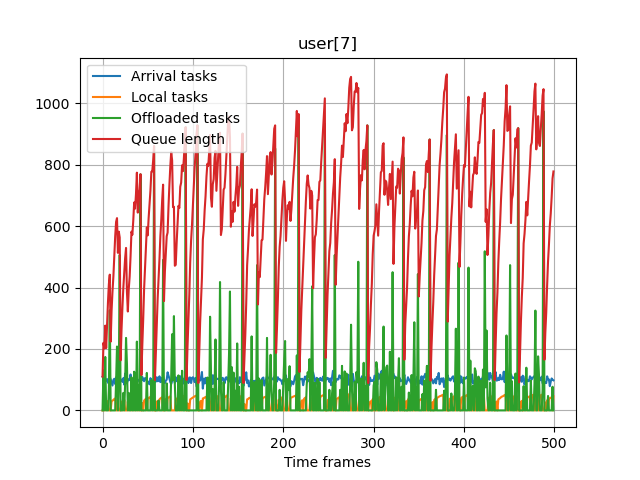 user[7]
Arrival tasks
Local tasks
Offloaded tasks
Queue length
1000
800
600
400
200
0
0 100 200 300 400 500
Time frames